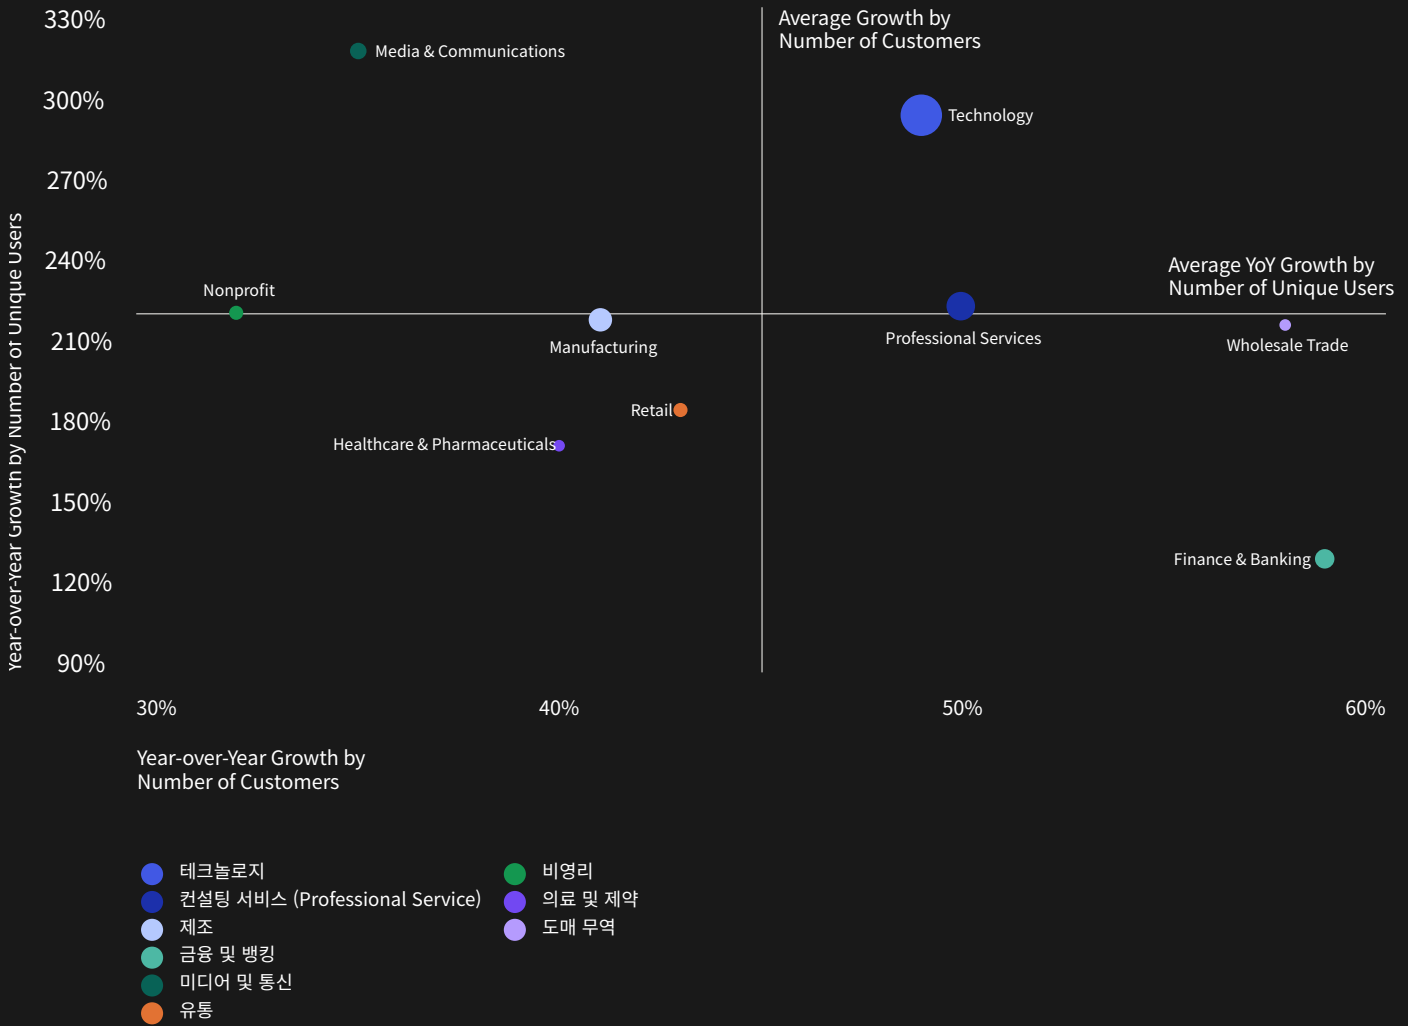 330%
Average Growth by
Number of Customers
Media & Communications
300%
Technology
270%
240%
Average YoY Growth by
Number of Unique Users
Nonprofit
210%
Manufacturing
Professional Services
Wholesale Trade
180%
Retail
Healthcare & Pharmaceuticals
150%
120%
Finance & Banking
90%
Year-over-Year Growth by Number of Unique Users
30%
40%
50%
60%
Year-over-Year Growth by
Number of Customers
테크놀로지
컨설팅 서비스 (Professional Service)
제조
금융 및 뱅킹
미디어 및 통신
유통
비영리
의료 및 제약
도매 무역